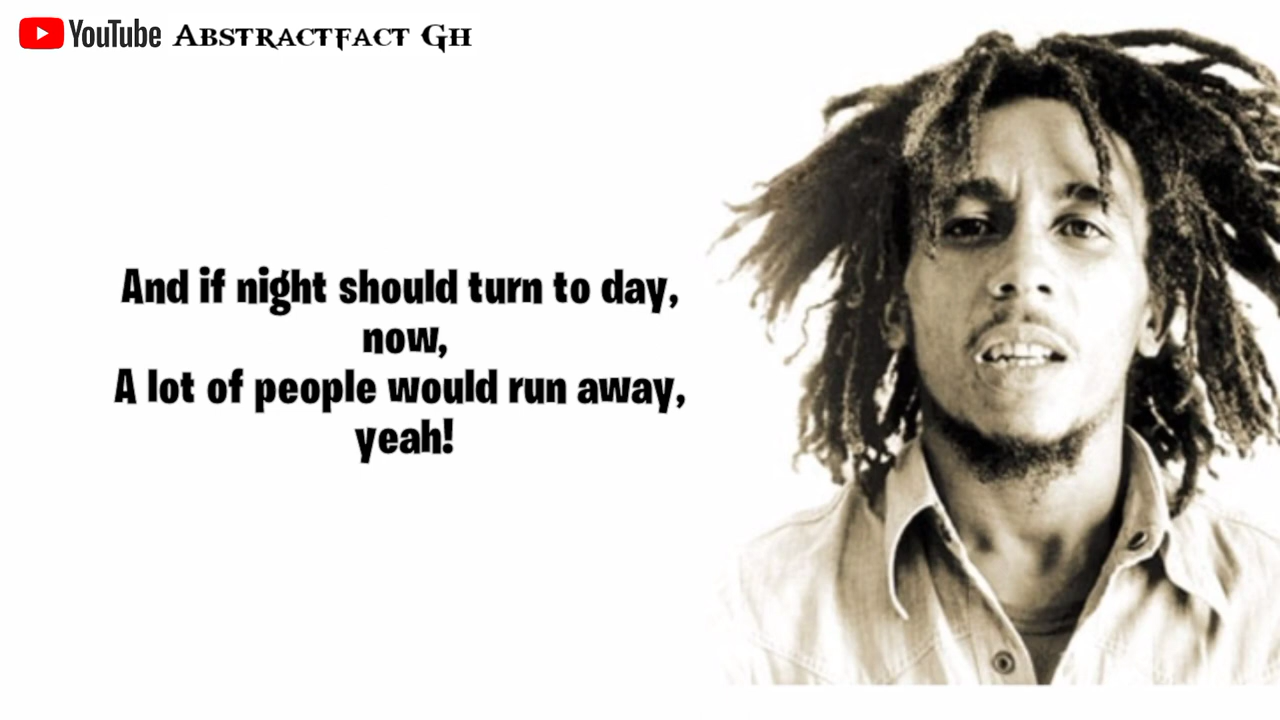 YouTube Abstractfact Gh
And if night should turn to day,
now,
A lot of people would run away,
yeah!